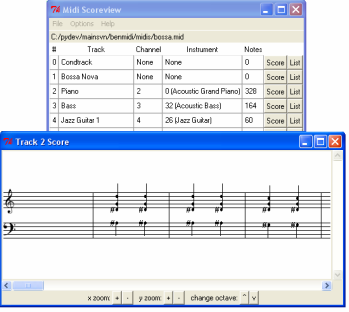 Midi Scoreview
File Options Help
C:/pydev/mainsvn/benmidi/midis/bossa.mid
# Track Channel Instrument Notes
0 Condtrack None None 0 Score List
1 Bossa Nova None None 0 Score List
2 Piano 2 0 (Acoustic Grand Piano) 328 Score List
3 Bass 3 32 (Acoustic Bass) 164 Score List
4 Jazz Guitar 1 4 26 (Jazz Guitar) 60 Score List
Track 2 Score
x zoom: + - y zoom: + - change octave: ^ v